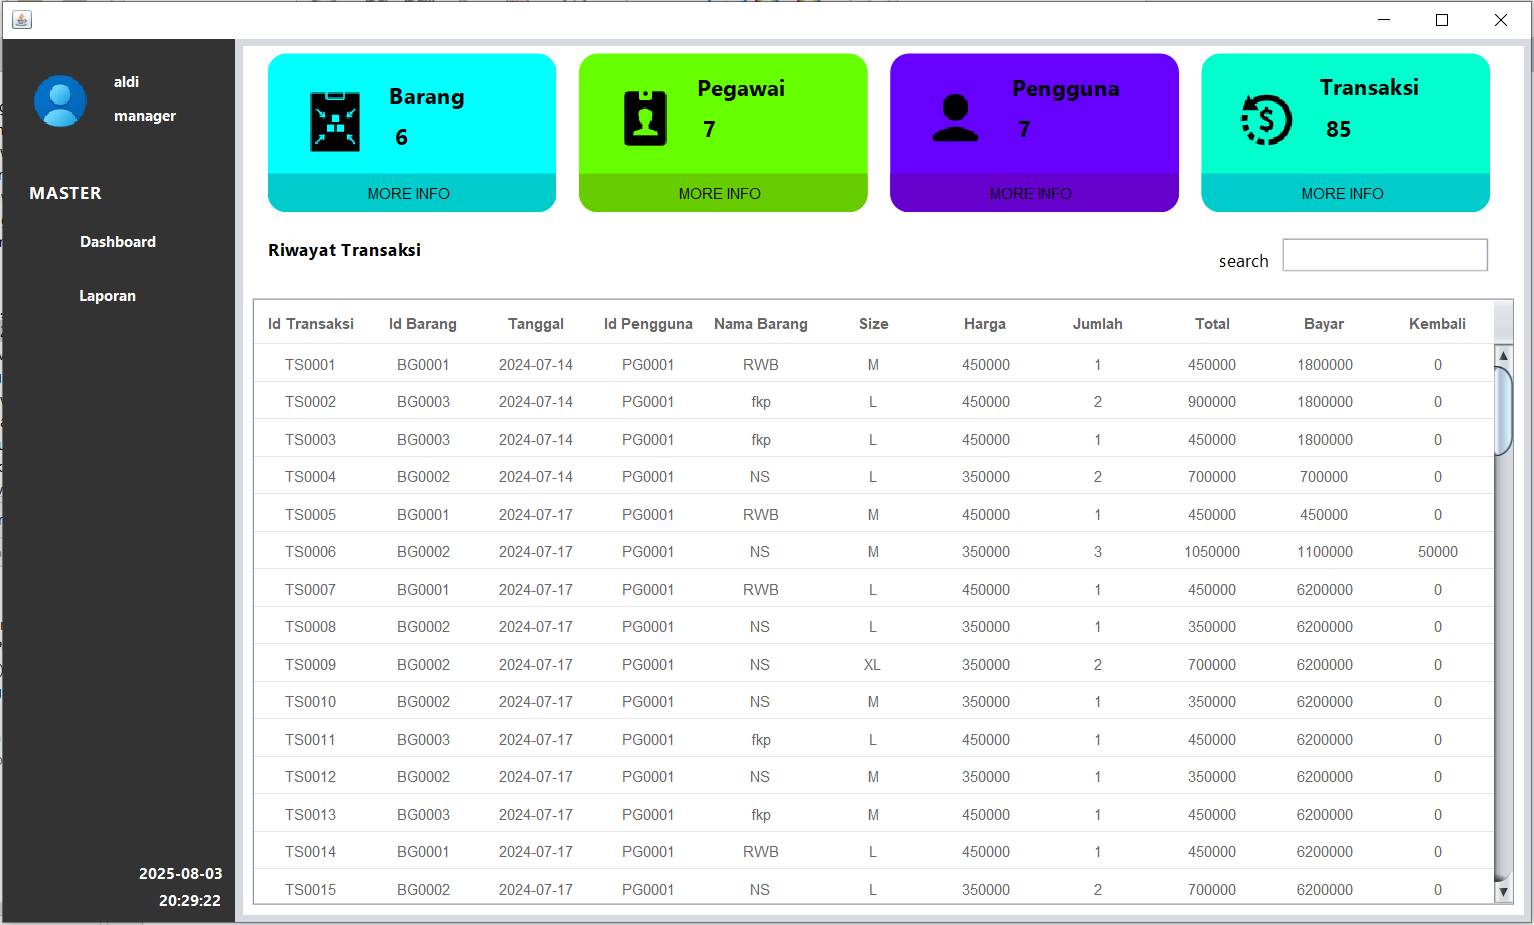 aldi
manager
MASTER
Dashboard
Laporan
2025-08-03
20:29:22
Barang
6
MORE INFO
Pegawai
7
MORE INFO
Pengguna
7
MORE INFO
Transaksi
85
MORE INFO
Riwayat Transaksi
search
Id Transaksi Id Barang Tanggal Id Pengguna Nama Barang Size Harga Jumlah Total Bayar Kembali
TS0001 BG0001 2024-07-14 PG0001 RWB M 450000 1 450000 1800000 0
TS0002 BG0003 2024-07-14 PG0001 fkp L 450000 2 900000 1800000 0
TS0003 BG0003 2024-07-14 PG0001 fkp L 450000 1 450000 1800000 0
TS0004 BG0002 2024-07-14 PG0001 NS L 350000 2 700000 700000 0
TS0005 BG0001 2024-07-17 PG0001 RWB M 450000 1 450000 450000 0
TS0006 BG0002 2024-07-17 PG0001 NS M 350000 3 1050000 1100000 50000
TS0007 BG0001 2024-07-17 PG0001 RWB L 450000 1 450000 6200000 0
TS0008 BG0002 2024-07-17 PG0001 NS L 350000 1 350000 6200000 0
TS0009 BG0002 2024-07-17 PG0001 NS XL 350000 2 700000 6200000 0
TS0010 BG0002 2024-07-17 PG0001 NS M 350000 1 350000 6200000 0
TS0011 BG0003 2024-07-17 PG0001 fkp L 450000 1 450000 6200000 0
TS0012 BG0002 2024-07-17 PG0001 NS M 350000 1 350000 6200000 0
TS0013 BG0003 2024-07-17 PG0001 fkp M 450000 1 450000 6200000 0
TS0014 BG0001 2024-07-17 PG0001 RWB L 450000 1 450000 6200000 0
TS0015 BG0002 2024-07-17 PG0001 NS L 350000 2 700000 6200000 0